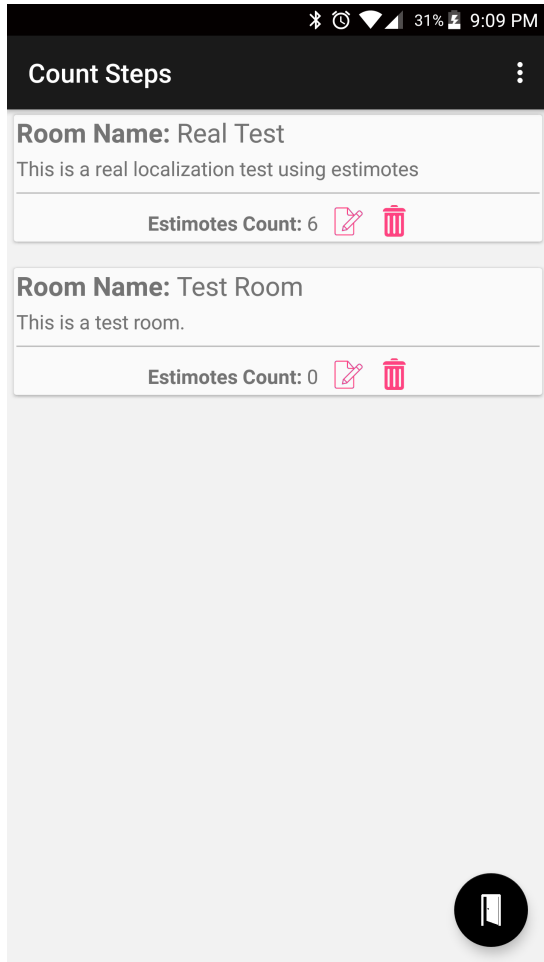 31% 9:09 PM
Count Steps
Room Name: Real Test
This is a real localization test using estimotes
Estimotes Count: 6
Room Name: Test Room
This is a test room.
Estimotes Count: 0